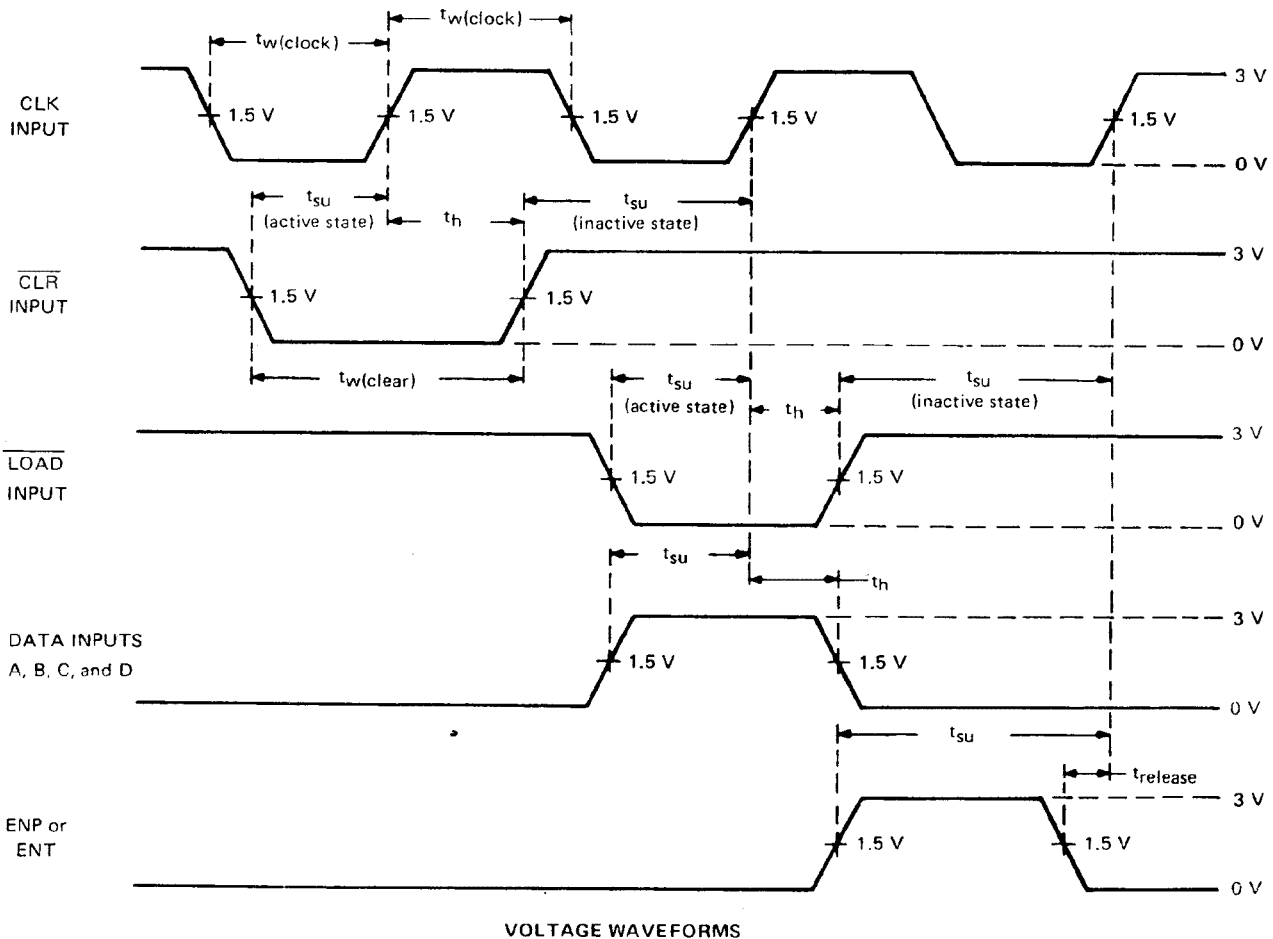 tw(clock)
tw(clock)
3 V
CLK
INPUT
1.5 V
1.5 V
1.5 V
1.5 V
1.5 V
0 V
tsu
(active state)
th
tsu
(inactive state)
3 V
CLR
INPUT
1.5 V
1.5 V
0 V
tw(clear)
tsu
(active state)
th
tsu
(inactive state)
3 V
LOAD
INPUT
1.5 V
1.5 V
0 V
tsu
th
3 V
DATA INPUTS
A, B, C, and D
1.5 V
1.5 V
0 V
tsu
trelease
3 V
ENP or
ENT
1.5 V
1.5 V
0 V
VOLTAGE WAVEFORMS